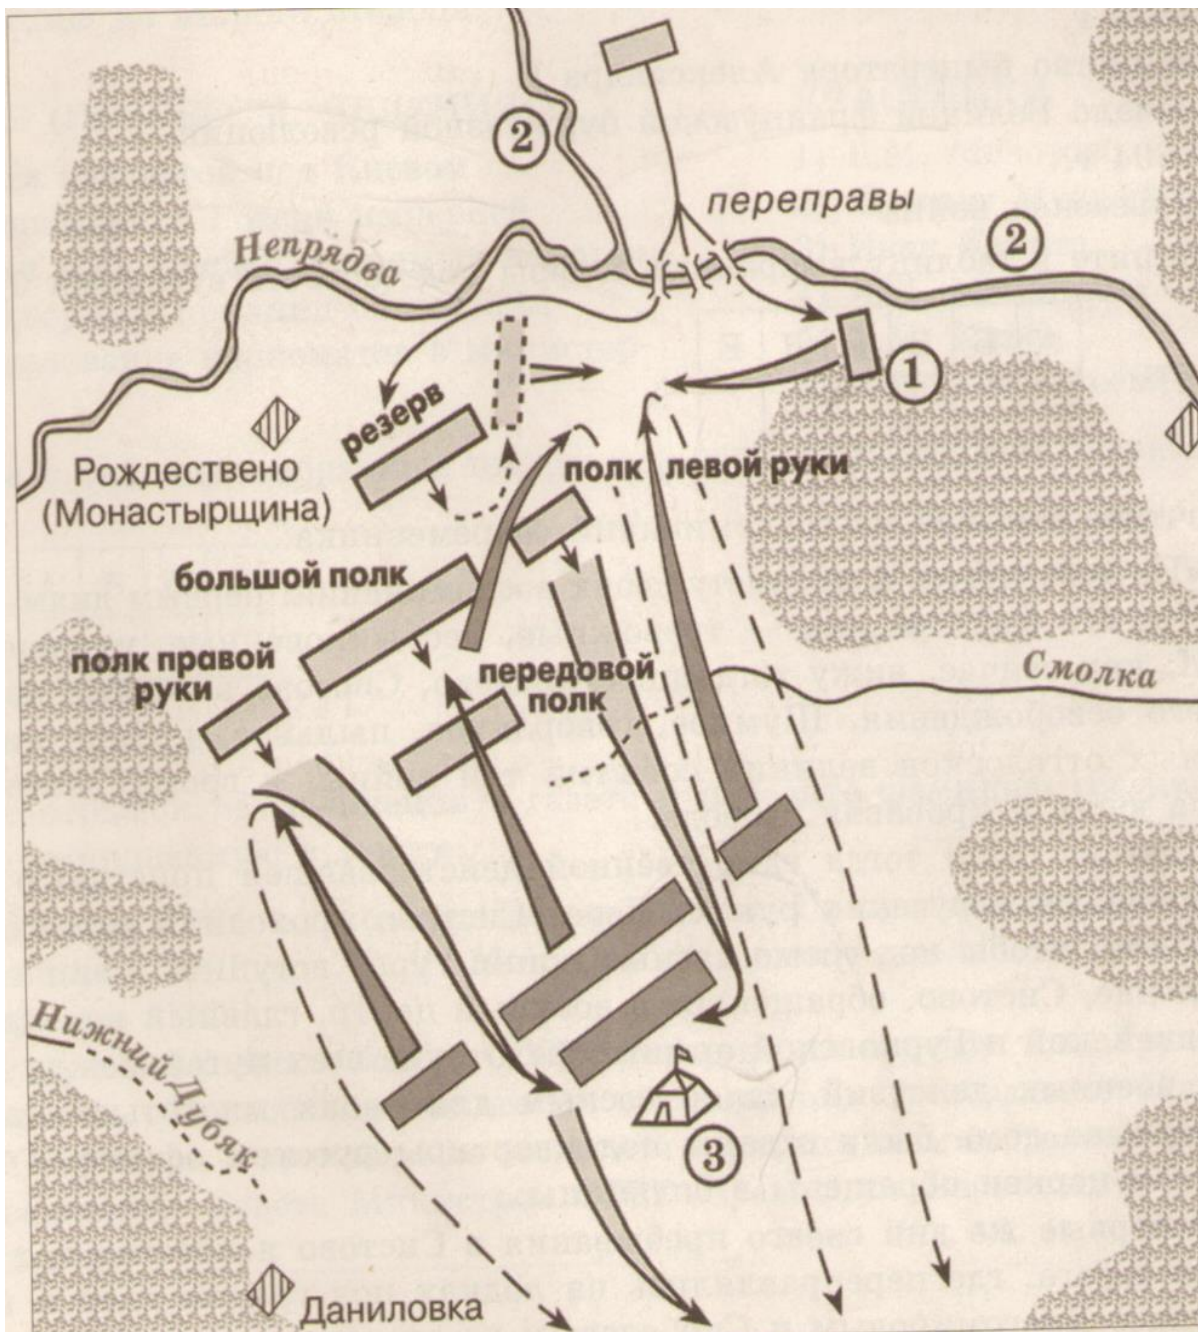 2
переправы
2
Непрядва
1
резерв
Рождествено
(Монастырщина)
полк левой руки
большой полк
полк правой
руки
передовой
полк
Смолка
Нижний Дубяк
3
Даниловка